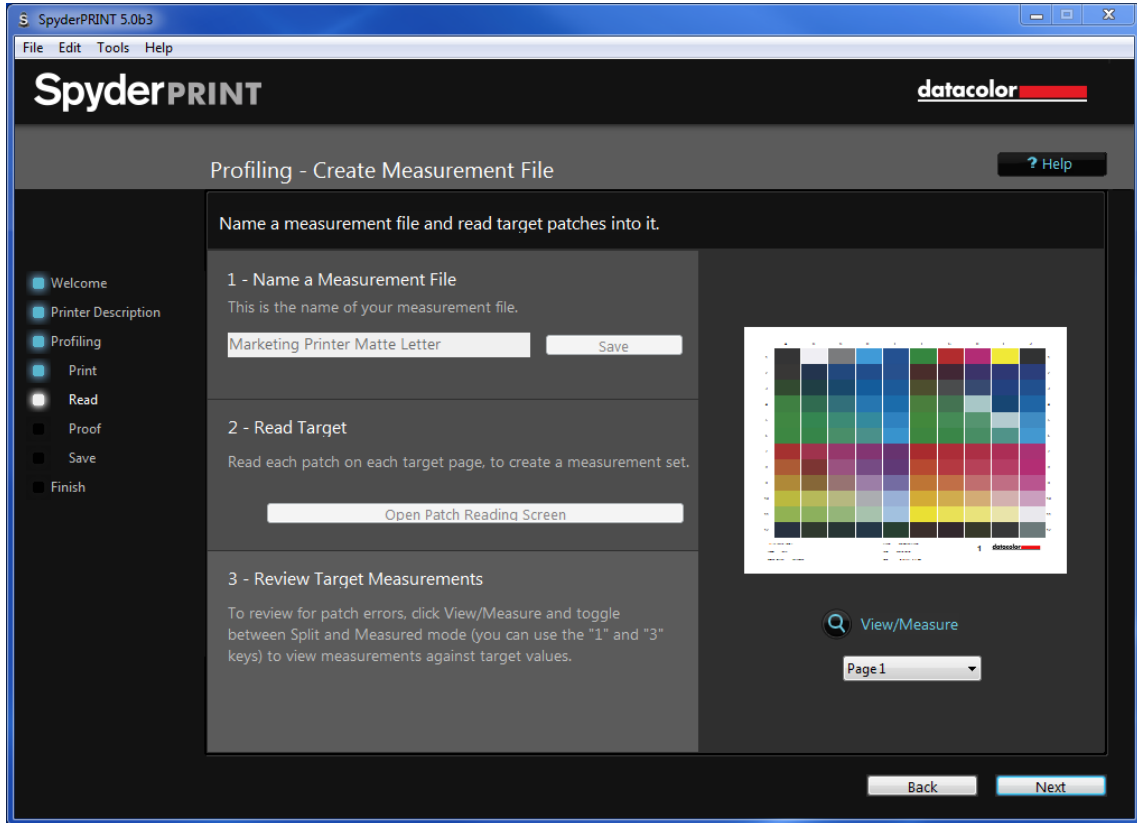 SpyderPRINT 5.0b3
File Edit Tools Help
SpyderPRINT
datacolor
Profiling - Create Measurement File
? Help
Name a measurement file and read target patches into it.
Welcome
Printer Description
Profiling
Print
Read
Proof
Save
Finish
1 - Name a Measurement File
This is the name of your measurement file.
Marketing Printer Matte Letter
Save
2 - Read Target
Read each patch on each target page, to create a measurement set.
Open Patch Reading Screen
3 - Review Target Measurements
To review for patch errors, click View/Measure and toggle
between Split and Measured mode (you can use the "1" and "3"
keys) to view measurements against target values.
1 datacolor
View/Measure
Page 1
Back
Next